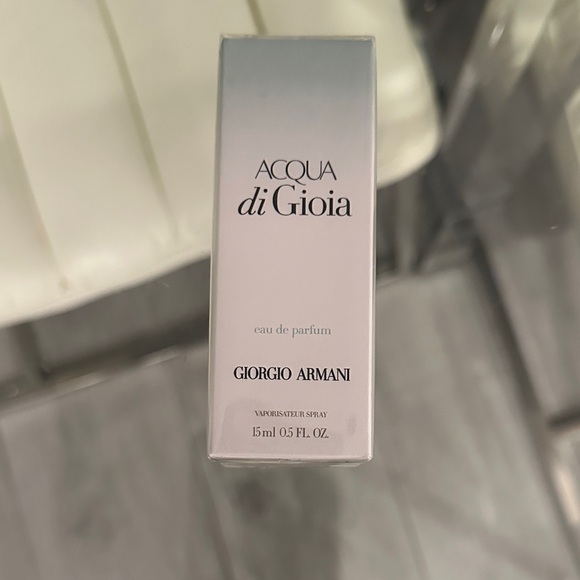 ACQUA
di Gioia
eau de parfum
GIORGIO ARMANI
VAPORISATEUR SPRAY
15 ml 0.5 FL. OZ.